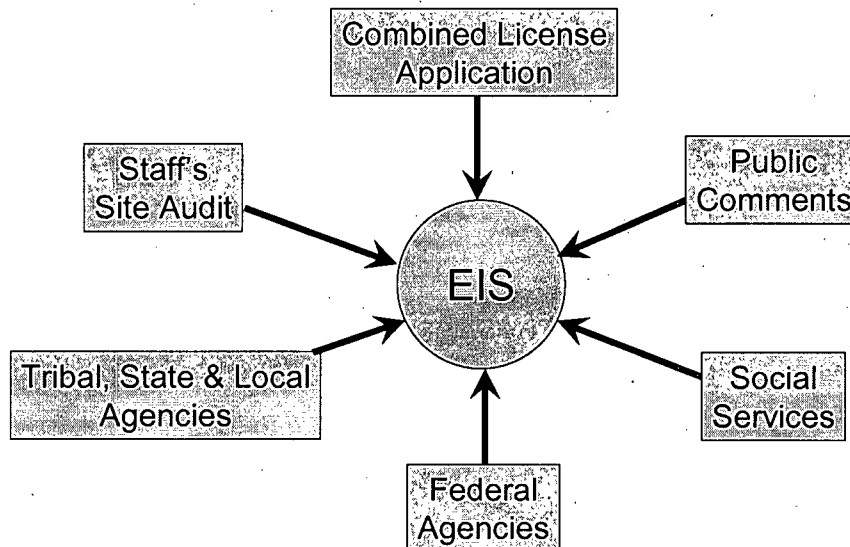 Combined License
Application
Staff's
Site Audit
Public
Comments
EIS
Tribal, State & Local
Agencies
Social
Services
Federal
Agencies